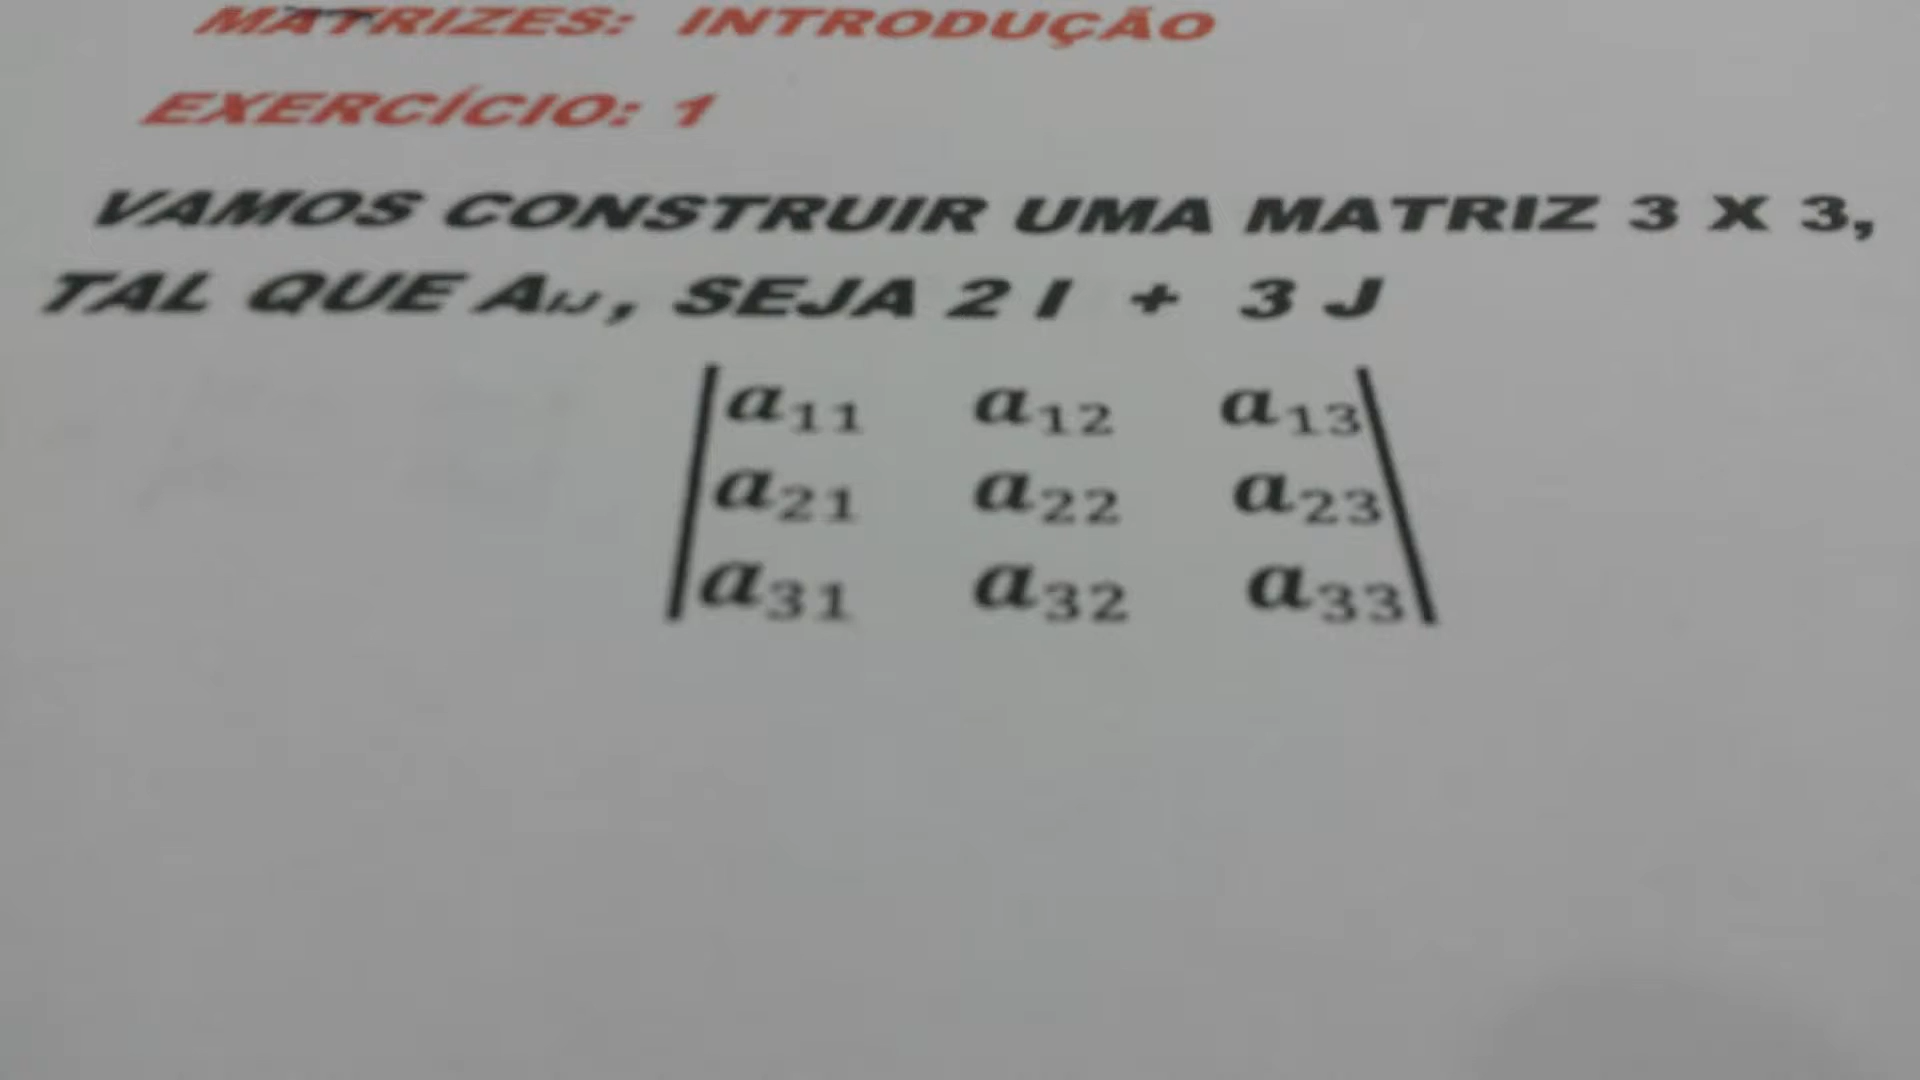 MATRIZES: INTRODUÇÃO
EXERCÍCIO: 1
VAMOS CONSTRUIR UMA MATRIZ 3 X 3,
TAL QUE AIJ, SEJA 2 I + 3 J
a11 a12 a13
a21 a22 a23
a31 a32 a33